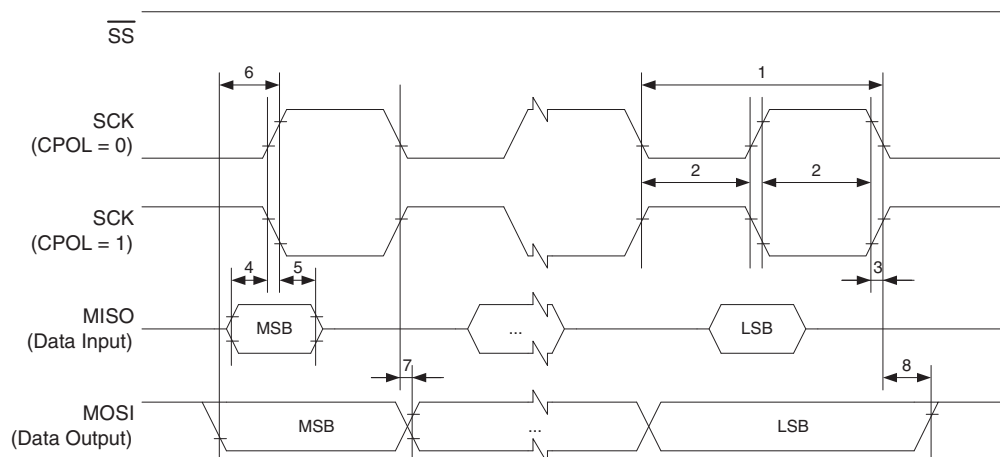 SS
6
1
SCK
(CPOL = 0)
2
2
SCK
(CPOL = 1)
4
5
3
MISO
(Data Input)
MSB
...
LSB
7
8
MOSI
(Data Output)
MSB
...
LSB